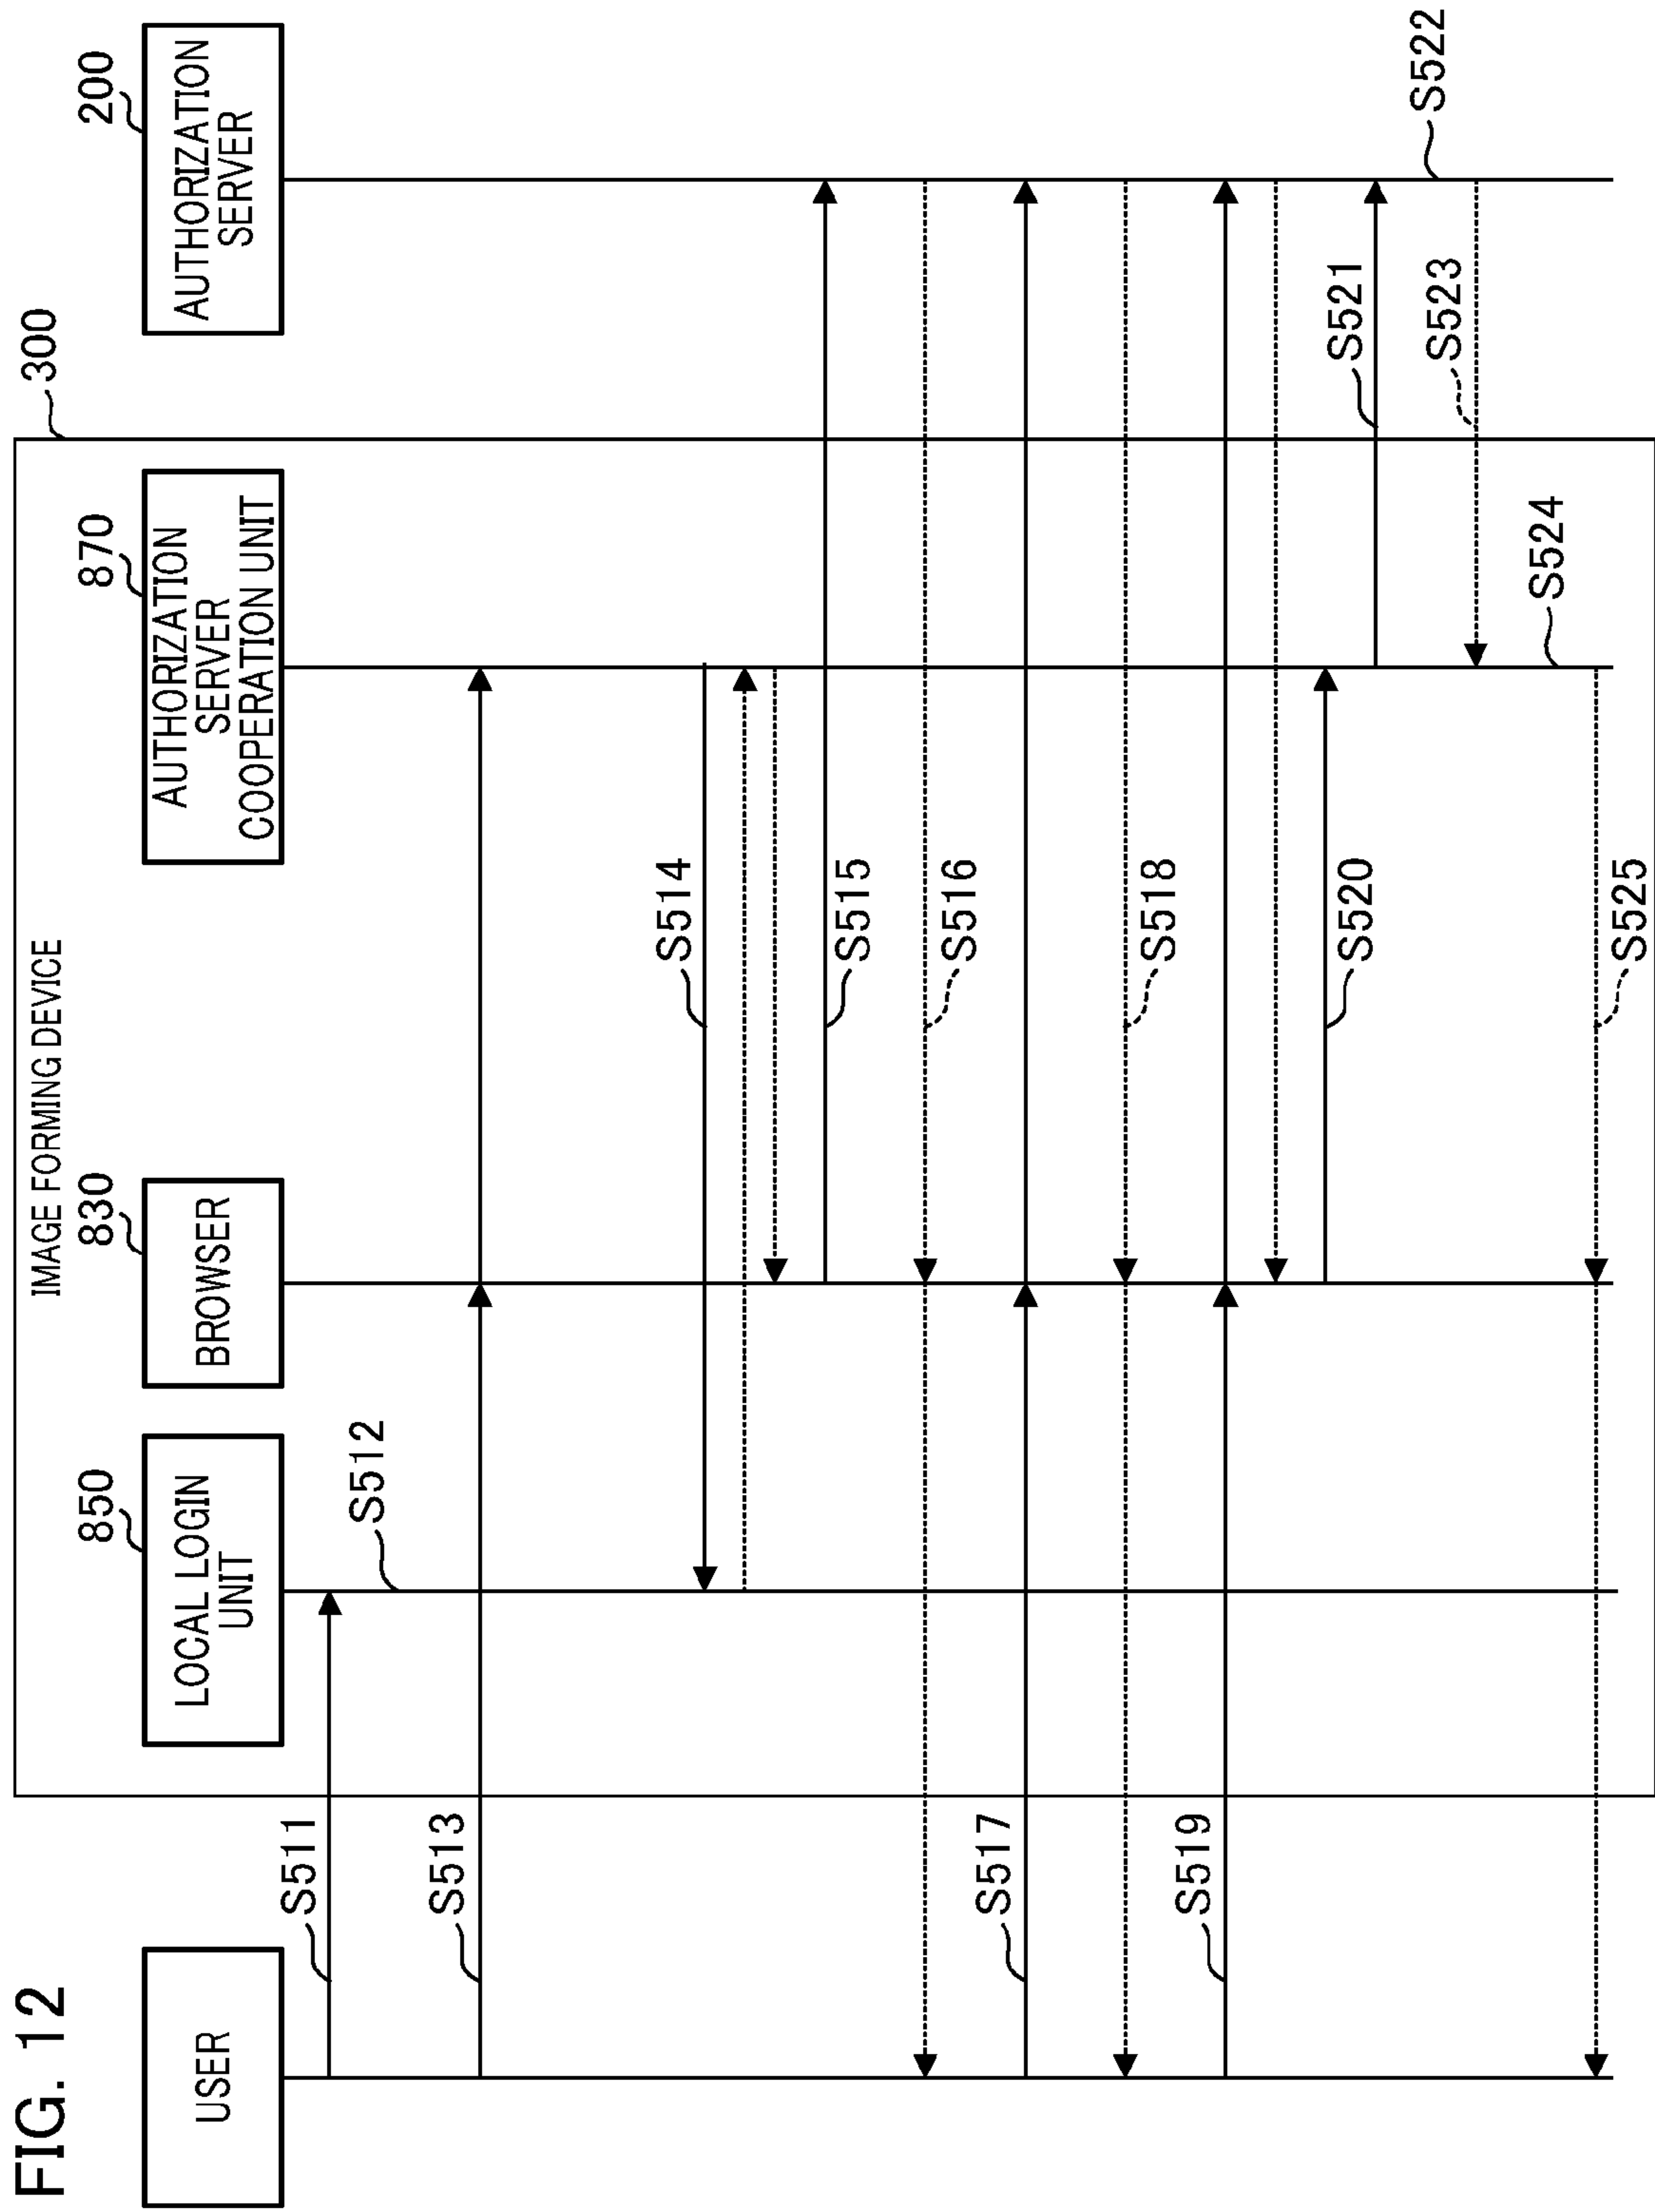 FIG. 12
IMAGE FORMING DEVICE
300
850
830
870
200
USER
LOCAL LOGIN
UNIT
BROWSER
AUTHORIZATION
SERVER
COOPERATION UNIT
AUTHORIZATION
SERVER
S511
S512
S513
S514
S515
S516
S517
S518
S519
S520
S521
S522
S523
S524
S525